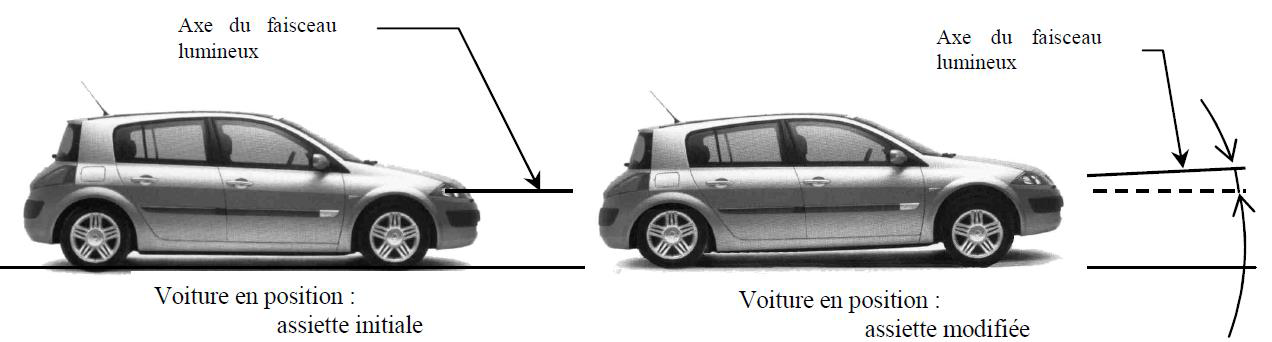 Axe du faisceau
lumineux
Axe du faisceau
lumineux
Voiture en position :
assiette initiale
Voiture en position :
assiette modifiée